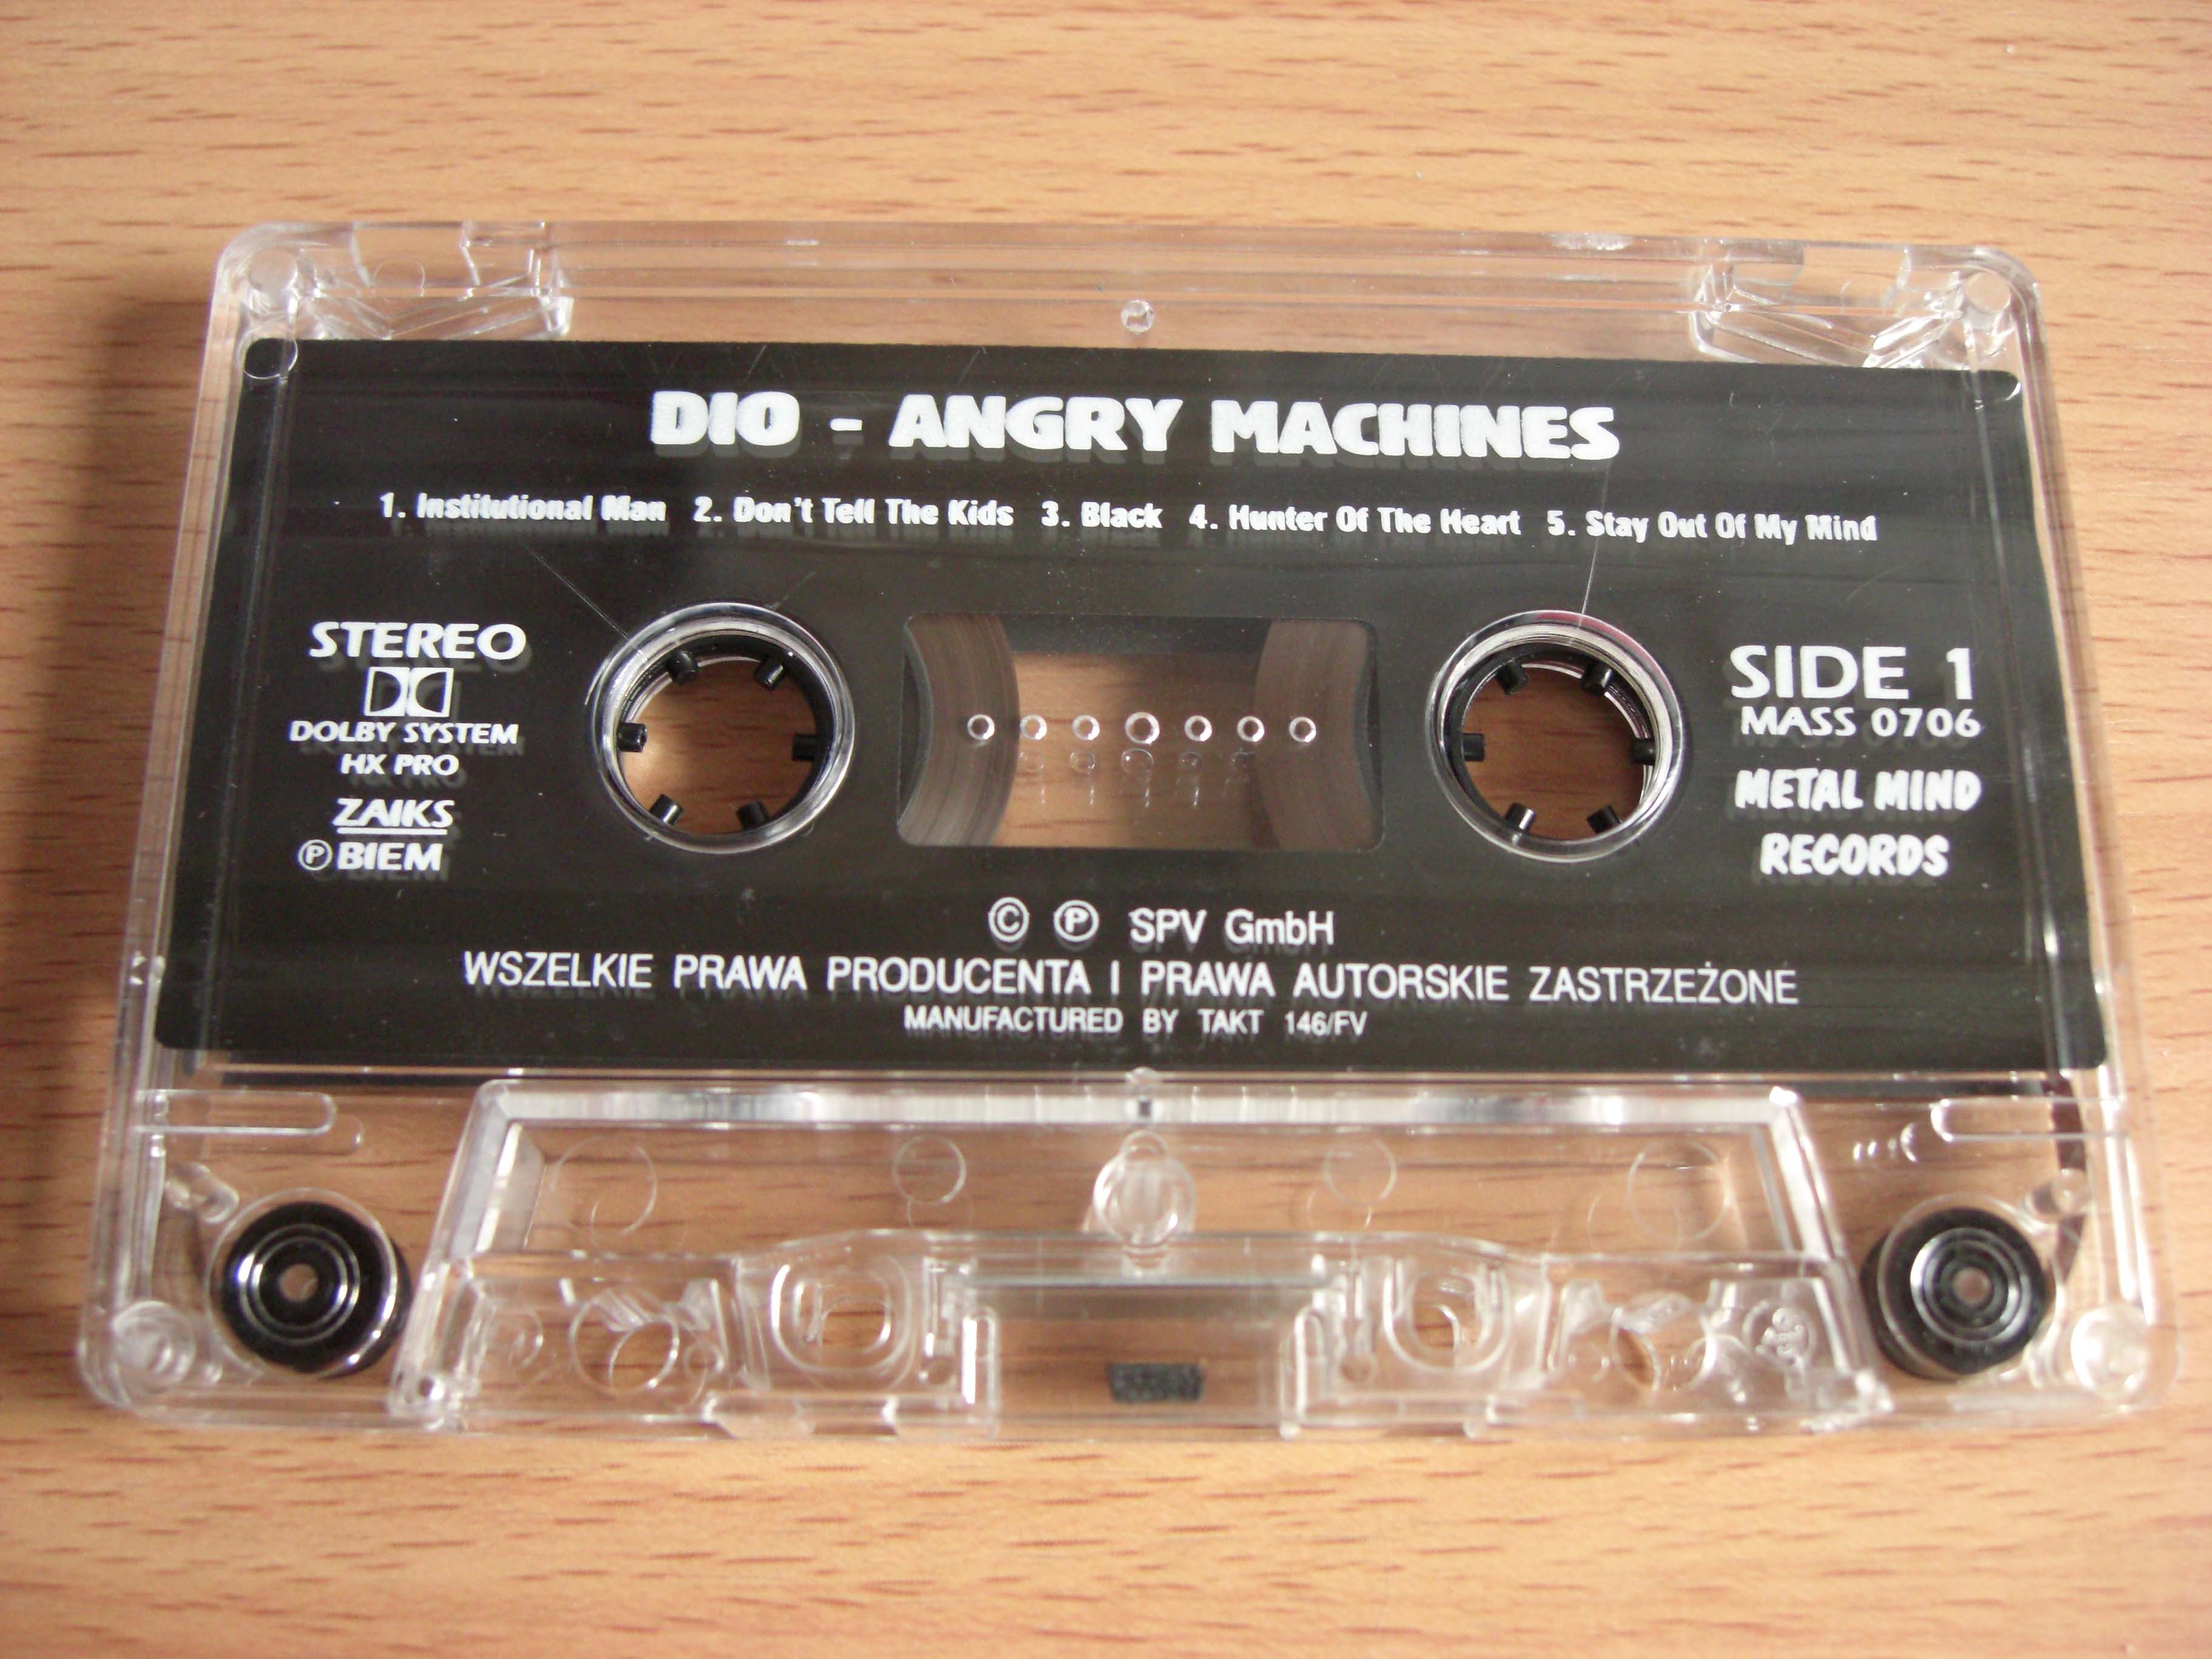 DIO - ANGRY MACHINES
1. Institutional Man 2. Don't Tell The Kids 3. Black 4. Hunter Of The Heart 5. Stay Out Of My Mind
STEREO
DOLBY SYSTEM
HX PRO
ZAIKS
Ⓟ BIEM
SIDE 1
MASS 0706
METAL MIND
RECORDS
© Ⓟ SPV GmbH
WSZELKIE PRAWA PRODUCENTA I PRAWA AUTORSKIE ZASTRZEŻONE
MANUFACTURED BY TAKT 146/FV